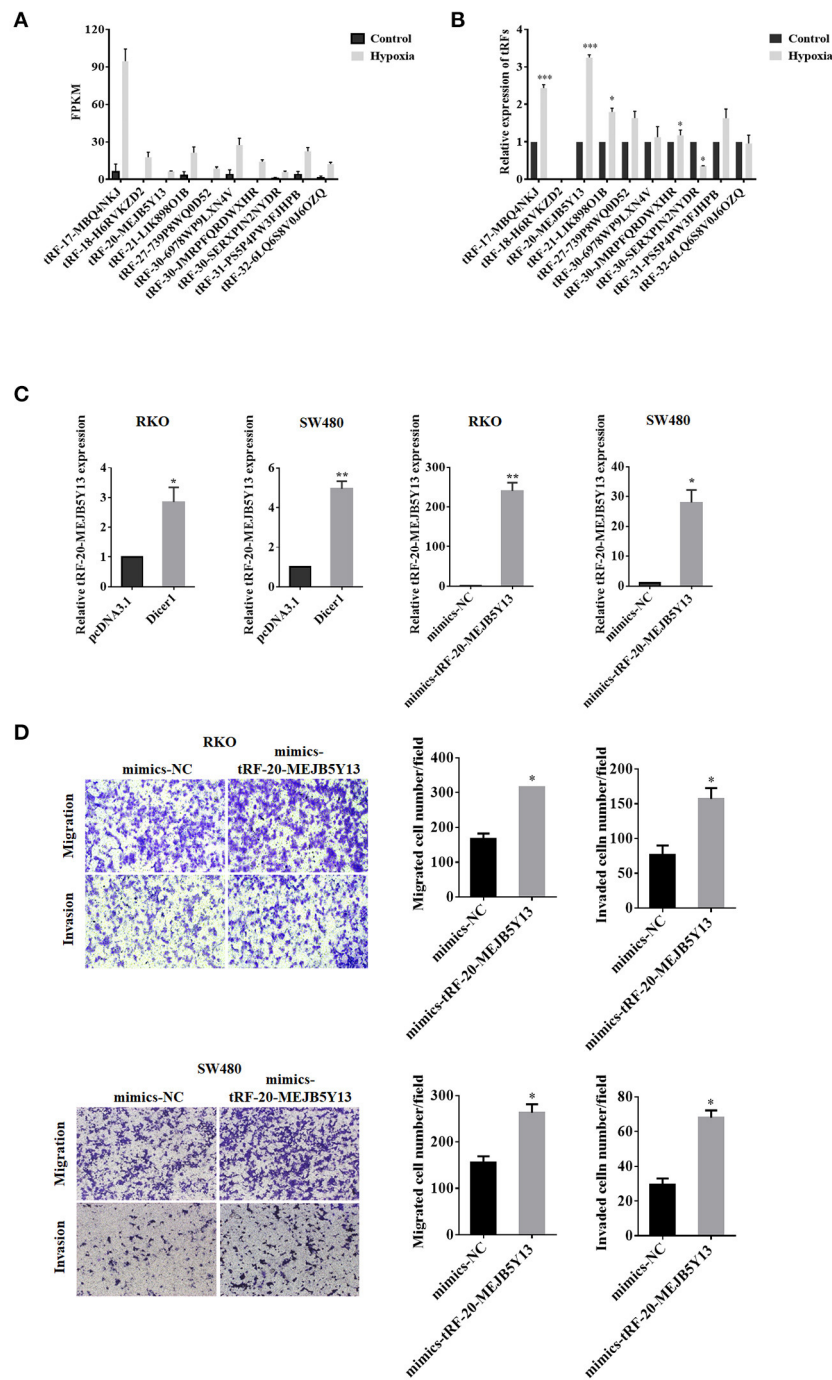 A
Control
Hypoxia
FPKM
120
90
60
30
0
tRF-17-MBQ4NKJ
tRF-18-H6RVKZD2
tRF-20-MEJB5Y13
tRF-21-LIK898O1B
tRF-27-739P8WQ0D52
tRF-30-6978WP9LXN4V
tRF-30-JMRPFQRDWXHR
tRF-30-SERXPIN2NYDR
tRF-31-PS5P4PW3FJHPB
tRF-32-6LQ6S8V0J6OZQ
B
Control
Hypoxia
Relative expression of tRFs
4
3
2
1
0
***
***
*
*
*
tRF-17-MBQ4NKJ
tRF-18-H6RVKZD2
tRF-20-MEJB5Y13
tRF-21-LIK898O1B
tRF-27-739P8WQ0D52
tRF-30-6978WP9LXN4V
tRF-30-JMRPFQRDWXHR
tRF-30-SERXPIN2NYDR
tRF-31-PS5P4PW3FJHPB
tRF-32-6LQ6S8V0J6OZQ
C
RKO
Relative tRF-20-MEJB5Y13 expression
4
3
2
1
0
*
pcDNA3.1
Dicer1
SW480
Relative tRF-20-MEJB5Y13 expression
6
4
2
0
**
pcDNA3.1
Dicer1
RKO
Relative tRF-20-MEJB5Y13 expression
300
200
100
0
**
mimics-NC
mimics-tRF-20-MEJB5Y13
SW480
Relative tRF-20-MEJB5Y13 expression
40
30
20
10
0
*
mimics-NC
mimics-tRF-20-MEJB5Y13
D
RKO
mimics-NC
mimics-
tRF-20-MEJB5Y13
Migration
Invasion
Migrated cell number/field
400
300
200
100
0
*
mimics-NC
mimics-tRF-20-MEJB5Y13
Invaded celln number/field
200
150
100
50
0
*
mimics-NC
mimics-tRF-20-MEJB5Y13
SW480
mimics-NC
mimics-
tRF-20-MEJB5Y13
Migration
Invasion
Migrated cell number/field
300
200
100
0
*
mimics-NC
mimics-tRF-20-MEJB5Y13
Invaded celln number/field
80
60
40
20
0
*
mimics-NC
mimics-tRF-20-MEJB5Y13